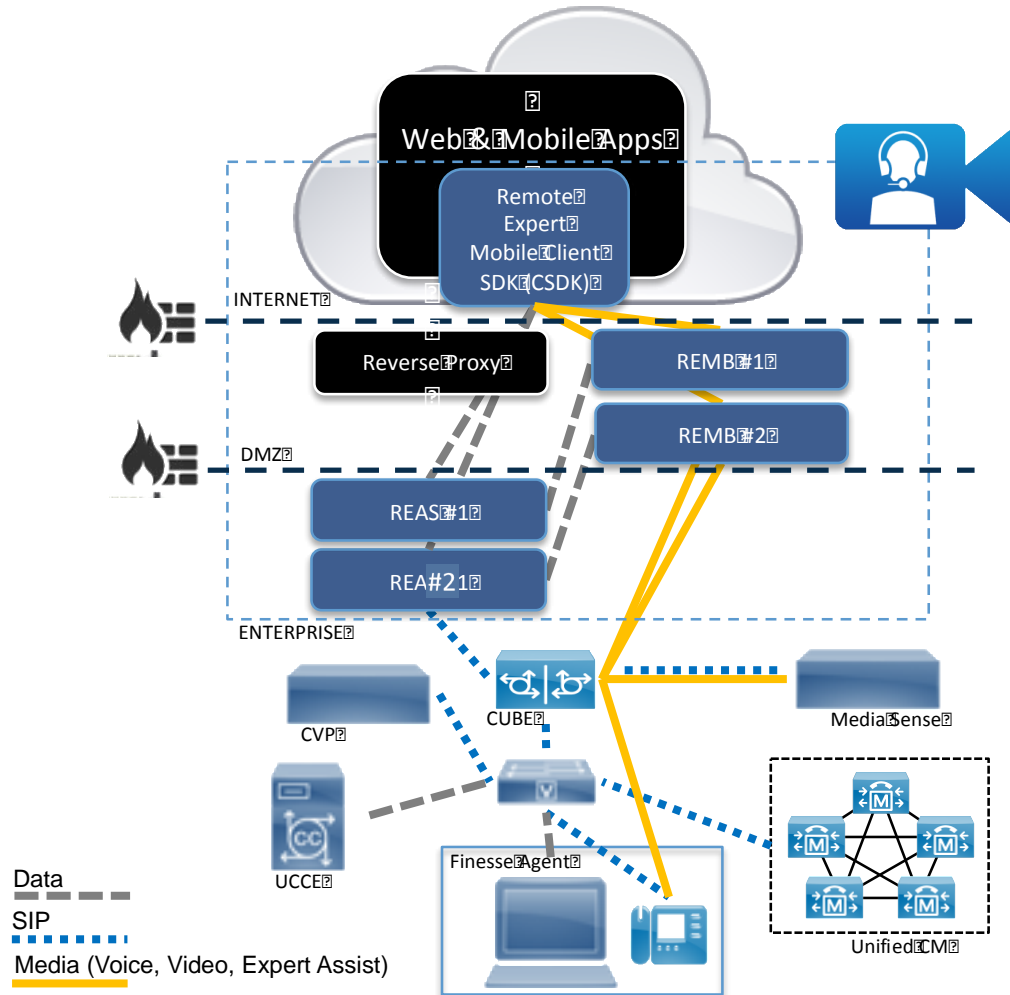 Web & Mobile Apps
Remote
Expert
Mobile Client
SDK (CSDK)
INTERNET
Reverse Proxy
REMB #1
REMB #2
DMZ
REAS #1
REA#21
ENTERPRISE
CVP
CUBE
Media Sense
V
CC
UCCE
Finesse Agent
M
M
M
M
M
Unified CM
Data
SIP
Media (Voice, Video, Expert Assist)